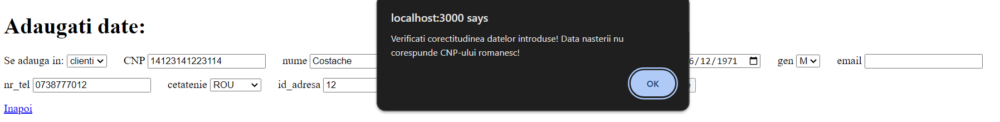 localhost:3000 says
Verificati corectitudinea datelor introduse! Data nasterii nu
corespunde CNP-ului romanesc!
OK
Adaugati date:
Se adauga in: clienti CNP 14123141223114 nume Costache 6/12/1971 gen M email
nr_tel 0738777012 cetatenie ROU id_adresa 12
Inapoi